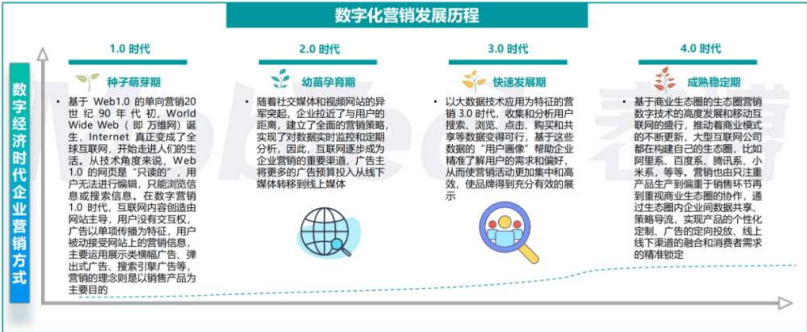 数字化营销发展历程
数字经济时代企业营销方式
1.0 时代
种子萌芽期
• 基于 Web1.0 的单向营销20
世纪90年代初，World
Wide Web（即万维网）诞
生，Internet 真正变成了全
球互联网，开始走进人们的生
活。从技术角度来说，Web
1.0 的网页是“只读的”，用
户无法进行编辑，只能浏览信
息或搜索信息。在数字营销
1.0 时代，互联网内容创造由
网站主导，用户没有交互权，
广告以单项传播为特征，用户
被动接受网站上的营销信息，
主要运用展示类横幅广告、弹
出式广告、搜索引擎广告等，
营销的理念则是以销售产品为
主要目的
2.0 时代
幼苗孕育期
• 随着社交媒体和视频网站的异
军突起，企业拉近了与用户的
距离，建立了全面的营销策略，
实现了对数据实时监控和定期
分析，因此，互联网逐步成为
企业营销的重要渠道，广告主
将更多的广告预算投入从线下
媒体转移到线上媒体
3.0 时代
快速发展期
• 以大数据技术应用为特征的营
销 3.0 时代，收集和分析用户
搜索、浏览、点击、购买和共
享等数据变得可行，基于这些
数据的“用户画像”帮助企业
精准了解用户的需求和偏好，
从而使营销活动更加集中和高
效，使品牌得到充分有效的展
示
4.0 时代
成熟稳定期
• 基于商业生态圈的生态圈营销
数字技术的高度发展和移动互
联网的盛行，推动着商业模式
的不断更新，大型互联网公司
都在构建自己的生态圈，比如
阿里系、百度系、腾讯系、小
米系，等等。营销也由只注重
产品生产到偏重于销售环节再
到重视商业生态圈的协作，通
过生态圈内企业间数据共享、
策略导流，实现产品的个性化
定制、广告的定向投放、线上
线下渠道的融合和消费者需求
的精准锁定